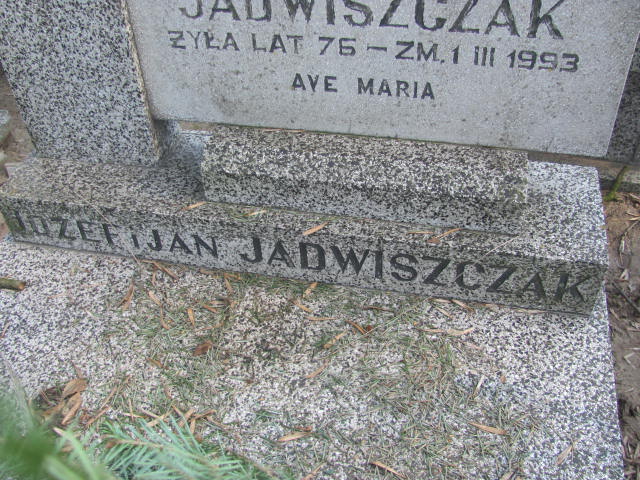 JADWISZCZAK
ŻYŁA LAT 76 – ZM. 1 III 1993
AVE MARIA
JÓZEF I JAN JADWISZCZAK